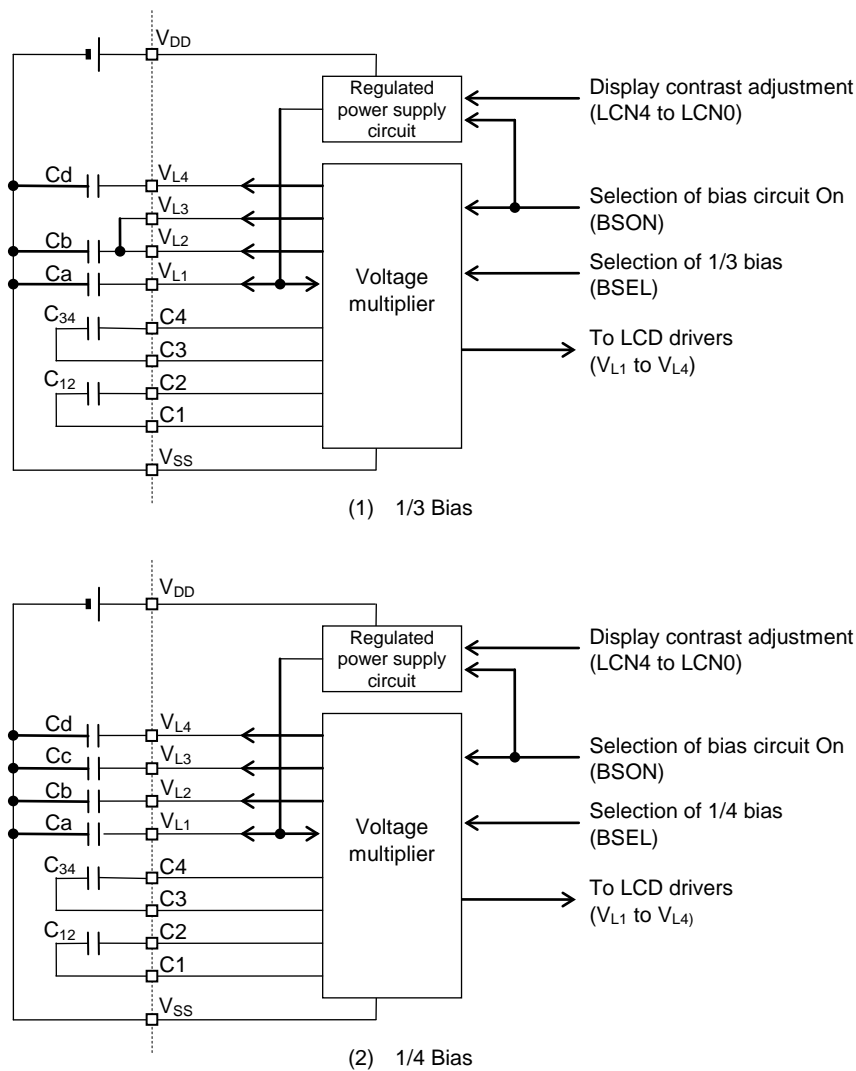 VDD
Regulated
power supply
circuit
Display contrast adjustment
(LCN4 to LCN0)
Cd
VL4
VL3
Cb
VL2
Ca
VL1
Voltage
multiplier
Selection of bias circuit On
(BSON)
Selection of 1/3 bias
(BSEL)
To LCD drivers
(VL1 to VL4)
C34
C4
C3
C12
C2
C1
VSS
(1) 1/3 Bias
VDD
Regulated
power supply
circuit
Display contrast adjustment
(LCN4 to LCN0)
Cd
VL4
Cc
VL3
Cb
VL2
Ca
VL1
Voltage
multiplier
Selection of bias circuit On
(BSON)
Selection of 1/4 bias
(BSEL)
To LCD drivers
(VL1 to VL4)
C34
C4
C3
C12
C2
C1
VSS
(2) 1/4 Bias